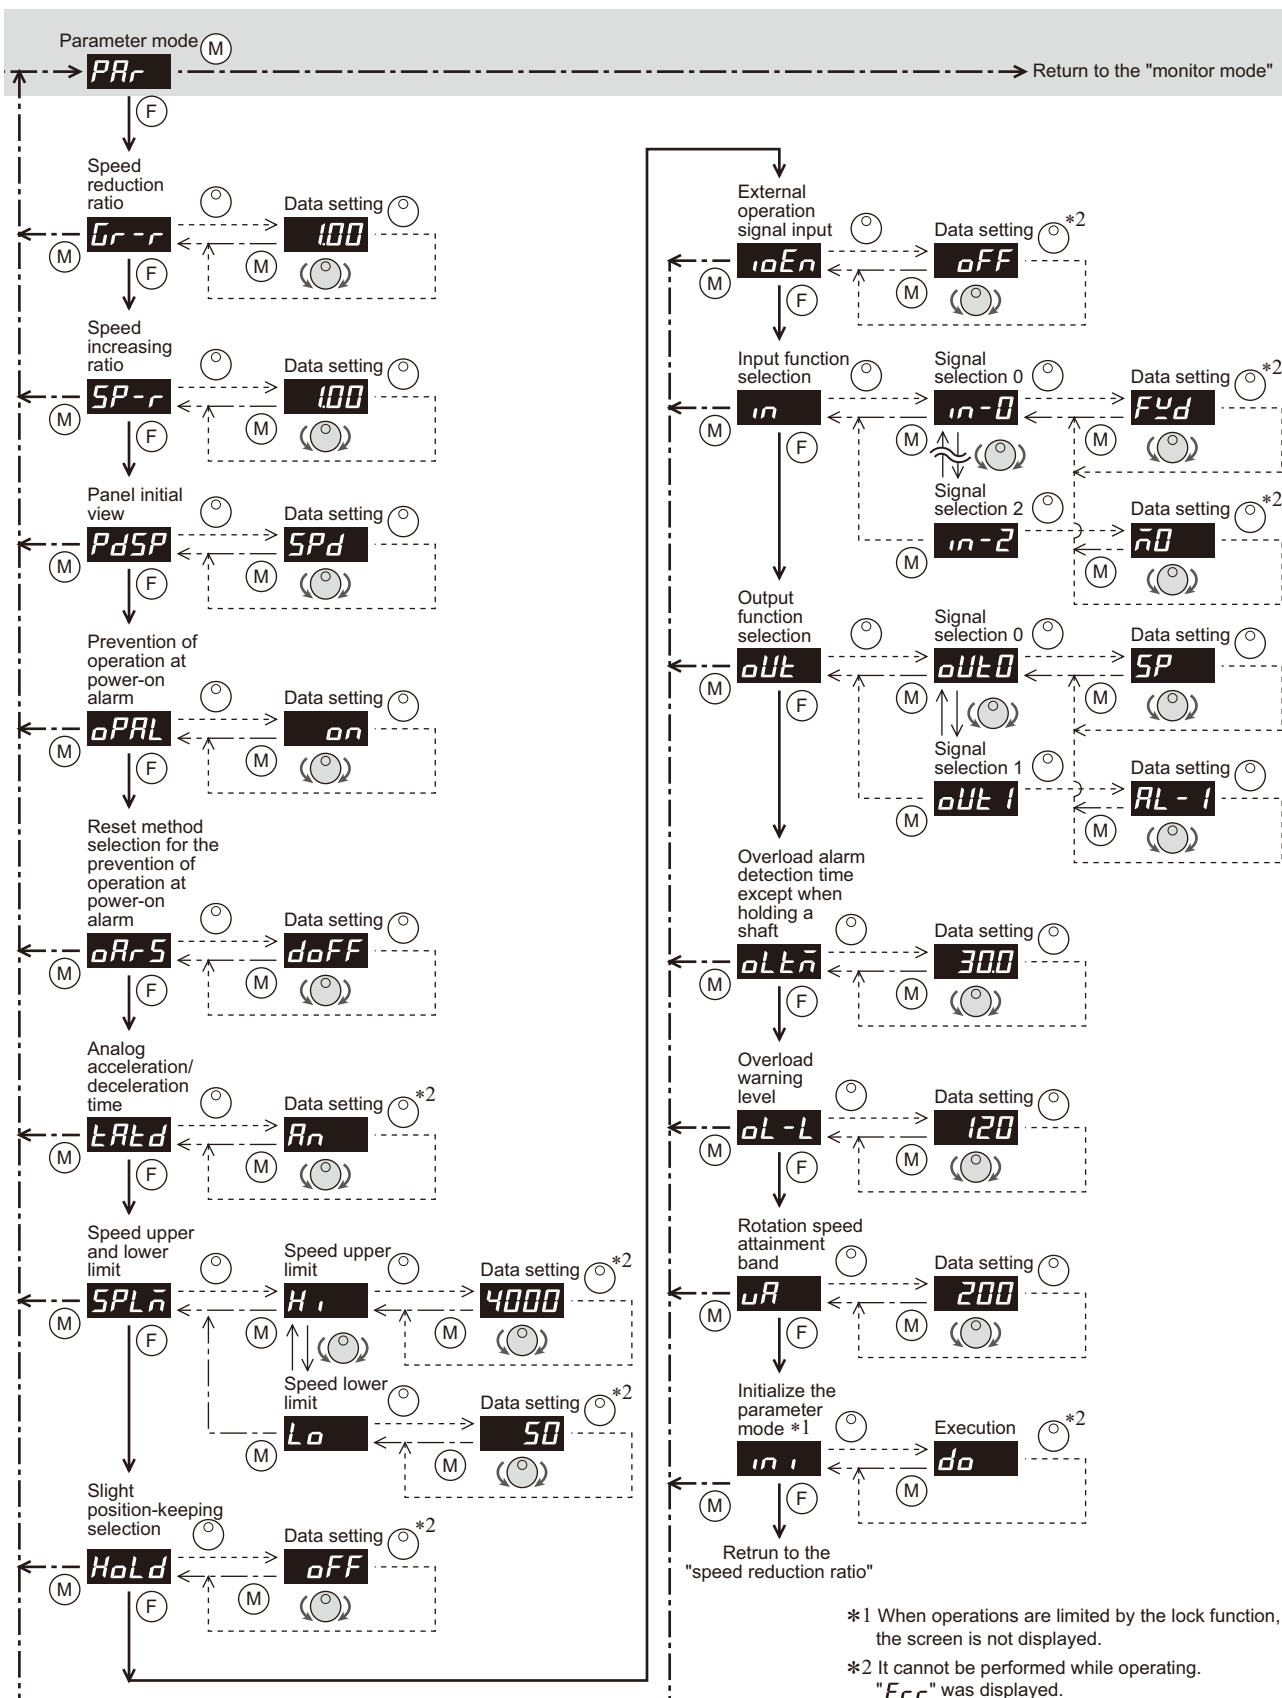 Parameter mode
M
PAr
Return to the "monitor mode"
F
Speed
reduction
ratio
Data setting
Gr-r
1.00
M
M
F
Speed
increasing
ratio
Data setting
SP-r
1.00
M
M
F
Panel initial
view
Data setting
PdSP
SPd
M
M
F
Prevention of
operation at
power-on
alarm
Data setting
oPAL
on
M
M
F
Reset method
selection for the
prevention of
operation at
power-on
alarm
Data setting
oArS
doFF
M
M
F
Analog
acceleration/
deceleration
time
Data setting
*2
tAtd
An
M
M
F
Speed upper
and lower
limit
Speed upper
limit
Data setting
*2
SPLm
Hi
4000
M
M
M
F
Speed lower
limit
Data setting
*2
Lo
50
M
M
Slight
position-keeping
selection
Data setting
*2
HoLd
oFF
M
M
F
External
operation
signal input
Data setting
*2
ioEn
oFF
M
M
F
Input function
selection
Signal
selection 0
Data setting
*2
in
in-0
Fwd
M
M
M
F
Signal
selection 2
Data setting
*2
in-2
m0
M
M
Output
function
selection
Signal
selection 0
Data setting
oUt
oUt0
SP
M
M
M
F
Signal
selection 1
Data setting
oUt1
AL-1
M
M
Overload alarm
detection time
except when
holding a
shaft
Data setting
oLtm
30.0
M
M
F
Overload
warning
level
Data setting
oL-L
120
M
M
F
Rotation speed
attainment
band
Data setting
uA
200
M
M
F
Initialize the
parameter
mode *1
Execution
*2
ini
do
M
M
F
Retrun to the
"speed reduction ratio"
*1 When operations are limited by the lock function,
the screen is not displayed.
*2 It cannot be performed while operating.
"Err" was displayed.